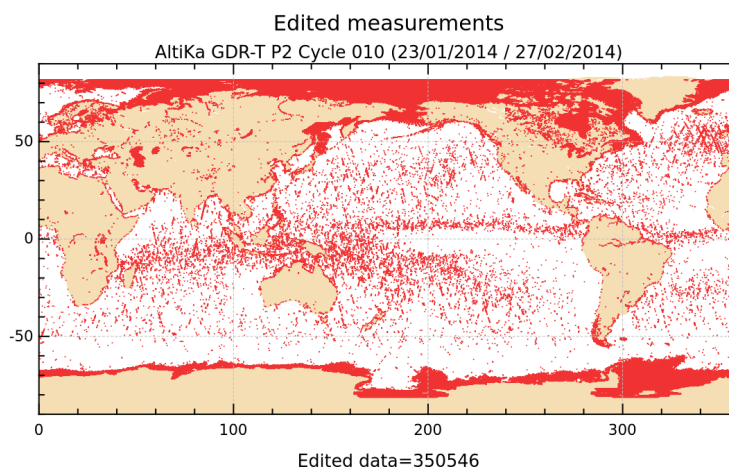 Edited measurements
AltiKa GDR-T P2 Cycle 010 (23/01/2014 / 27/02/2014)
50
0
-50
0 100 200 300
Edited data=350546